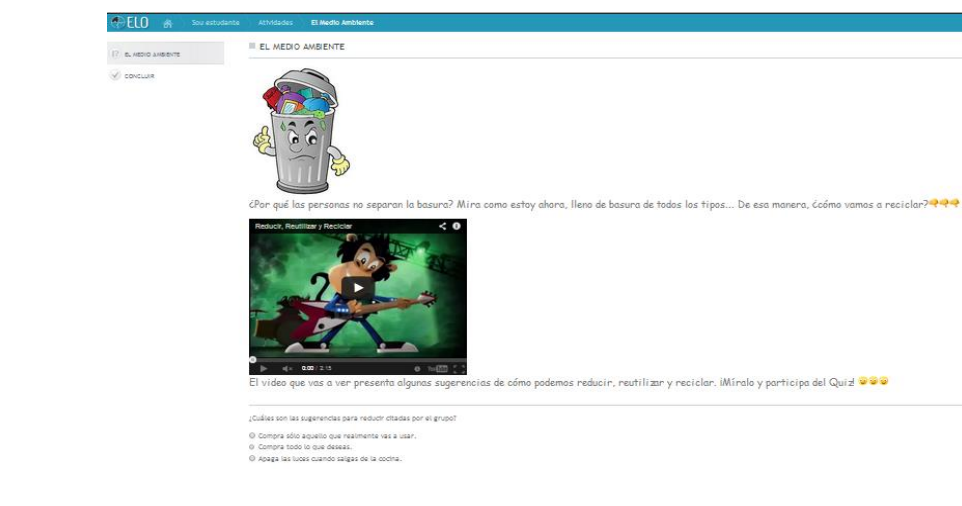 ELO Sou estudante Atividades El Medio Ambiente
EL MEDIO AMBIENTE
CONCLUIR
EL MEDIO AMBIENTE
¿Por qué las personas no separan la basura? Mira como estoy ahora, lleno de basura de todos los tipos... De esa manera, ¿cómo vamos a reciclar?
Reducir, Reutilizar y Reciclar
0:00 / 2:15 YouTube
El video que vas a ver presenta algunas sugerencias de cómo podemos reducir, reutilizar y reciclar. ¡Míralo y participa del Quiz!
¿Cuáles son las sugerencias para reducir citadas por el grupo?
Compra sólo aquello que realmente vas a usar.
Compra todo lo que deseas.
Apaga las luces cuando salgas de la cocina.